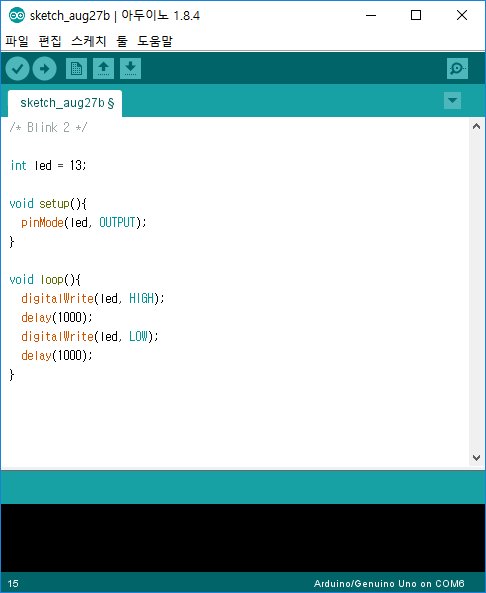 sketch_aug27b | 아두이노 1.8.4
파일 편집 스케치 툴 도움말
sketch_aug27b §
/* Blink 2 */
int led = 13;
void setup(){
  pinMode(led, OUTPUT);
}
void loop(){
  digitalWrite(led, HIGH);
  delay(1000);
  digitalWrite(led, LOW);
  delay(1000);
}
15 Arduino/Genuino Uno on COM6